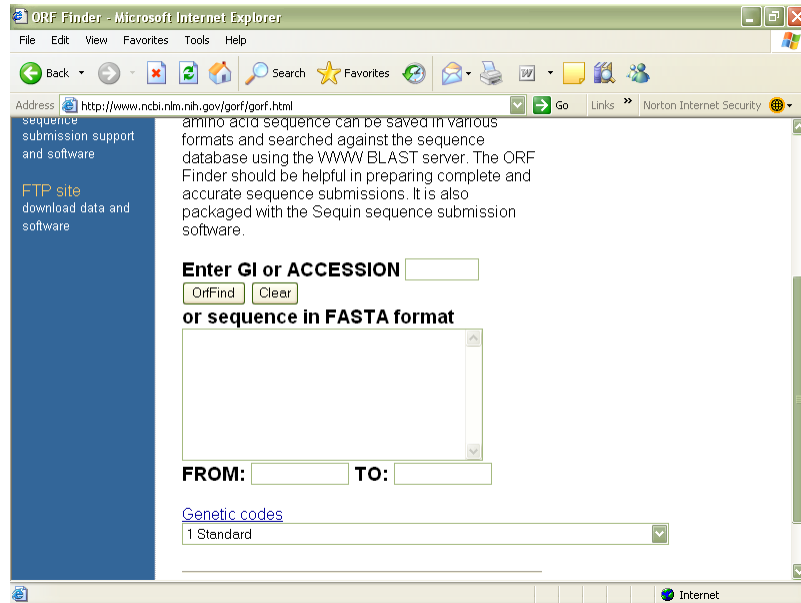 ORF Finder - Microsoft Internet Explorer
File Edit View Favorites Tools Help
Back Search Favorites
Address http://www.ncbi.nlm.nih.gov/gorf/gorf.html Go Links » Norton Internet Security
sequence
submission support
and software
FTP site
download data and
software
amino acid sequence can be saved in various
formats and searched against the sequence
database using the WWW BLAST server. The ORF
Finder should be helpful in preparing complete and
accurate sequence submissions. It is also
packaged with the Sequin sequence submission
software.
Enter GI or ACCESSION
OrfFind Clear
or sequence in FASTA format
FROM: TO:
Genetic codes
1 Standard
Internet